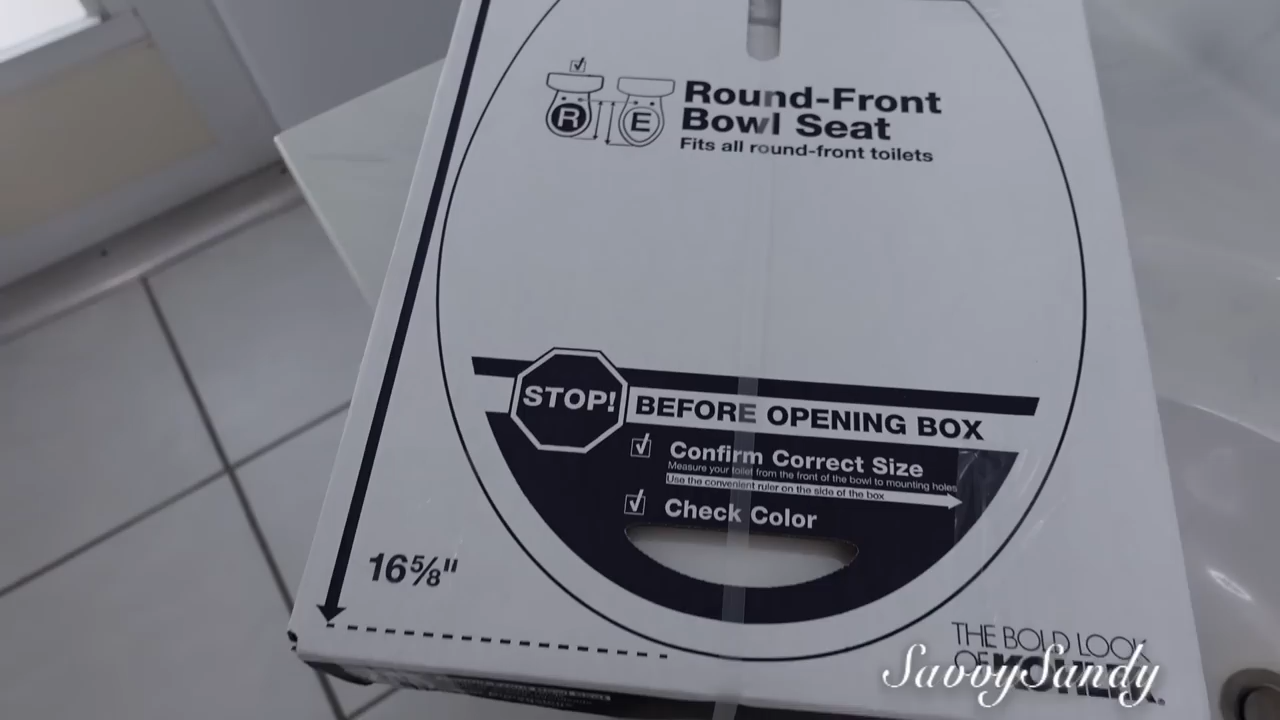 R
E
Round-Front
Bowl Seat
Fits all round-front toilets
STOP!
BEFORE OPENING BOX
Confirm Correct Size
Measure your toilet from the front of the bowl to mounting holes
Use the convenient ruler on the side of the box
Check Color
16⅝"
THE BOLD LOOK
OF KOHLER.
SavvySandy